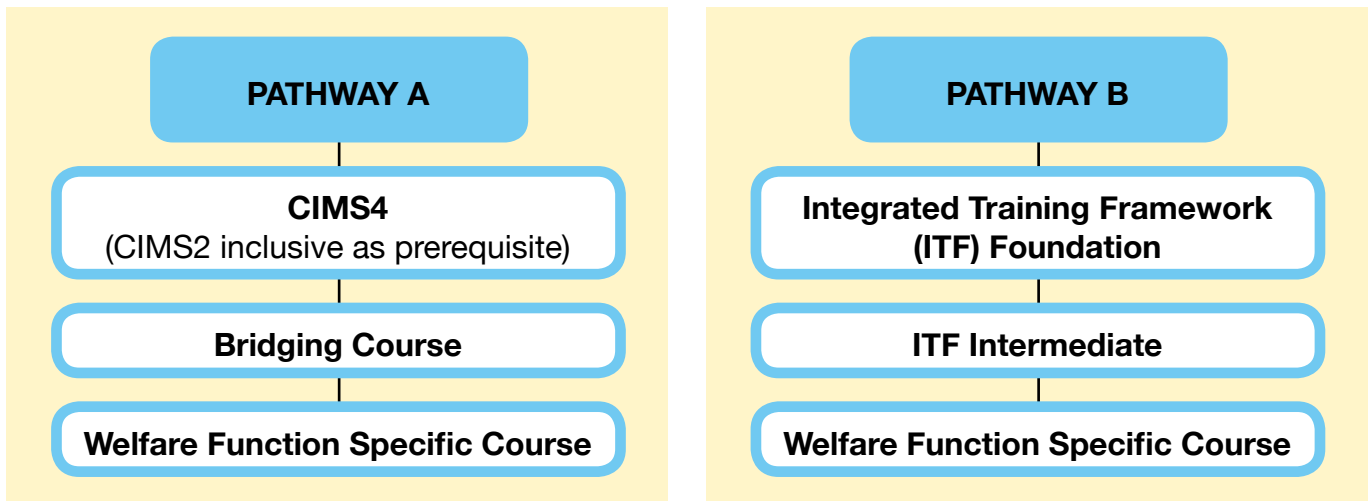 PATHWAY A
CIMS4
(CIMS2 inclusive as prerequisite)
Bridging Course
Welfare Function Specific Course
PATHWAY B
Integrated Training Framework
(ITF) Foundation
ITF Intermediate
Welfare Function Specific Course